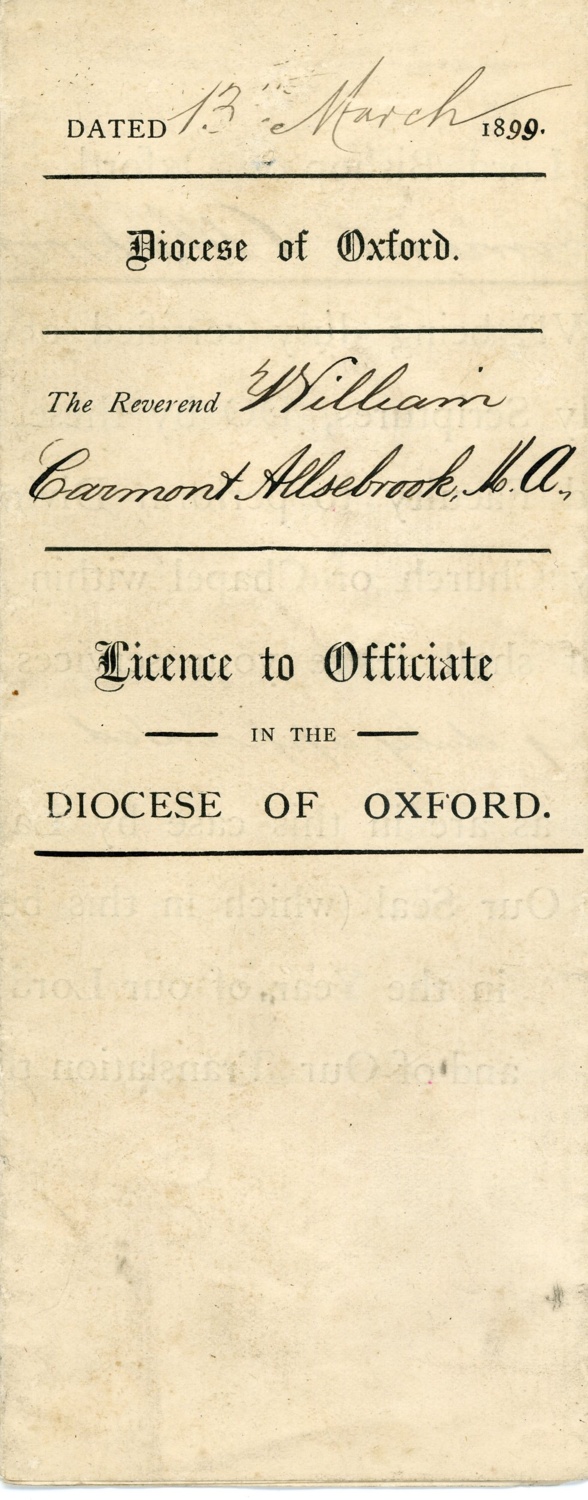 DATED 13th March 1899.
Diocese of Oxford.
The Reverend William
Carmont Allsebrook, M.A.,
Licence to Officiate
IN THE
DIOCESE OF OXFORD.